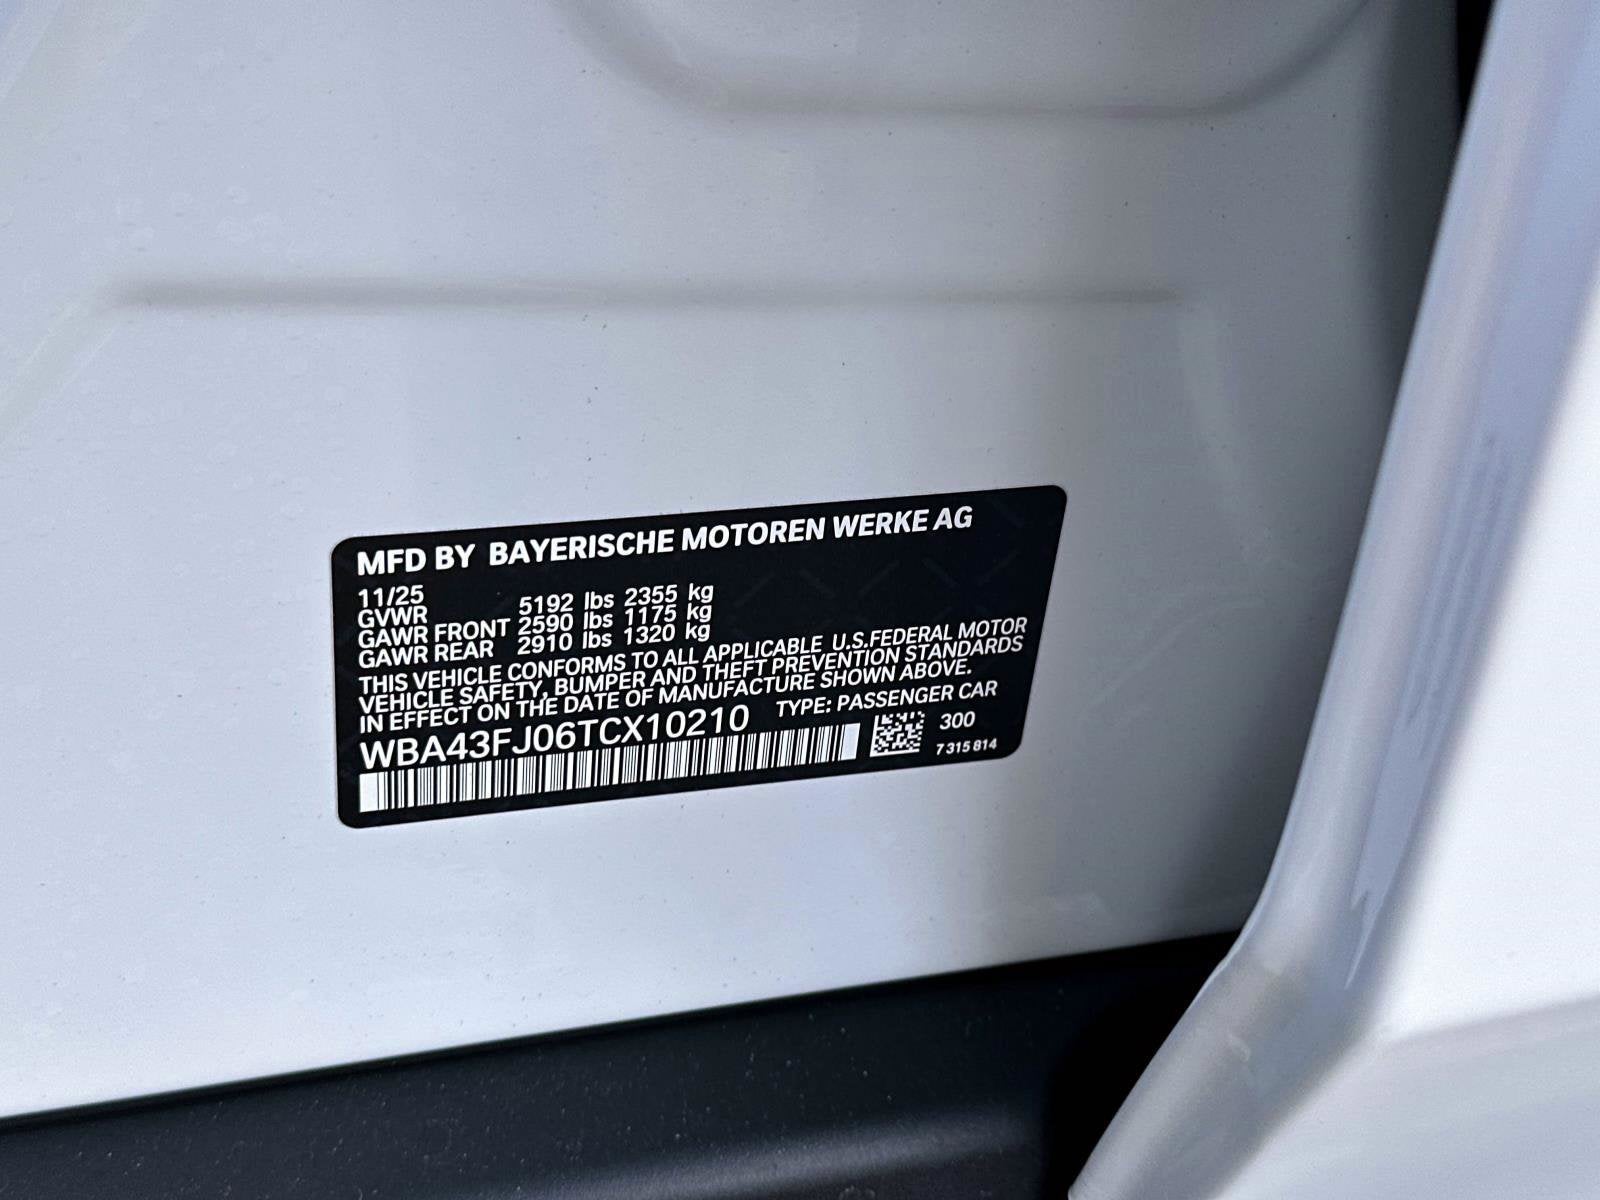 MFD BY BAYERISCHE MOTOREN WERKE AG
11/25
GVWR 5192 lbs 2355 kg
GAWR FRONT 2590 lbs 1175 kg
GAWR REAR 2910 lbs 1320 kg
THIS VEHICLE CONFORMS TO ALL APPLICABLE U.S.FEDERAL MOTOR
VEHICLE SAFETY, BUMPER AND THEFT PREVENTION STANDARDS
IN EFFECT ON THE DATE OF MANUFACTURE SHOWN ABOVE.
WBA43FJ06TCX10210 TYPE: PASSENGER CAR
300
7 315 814